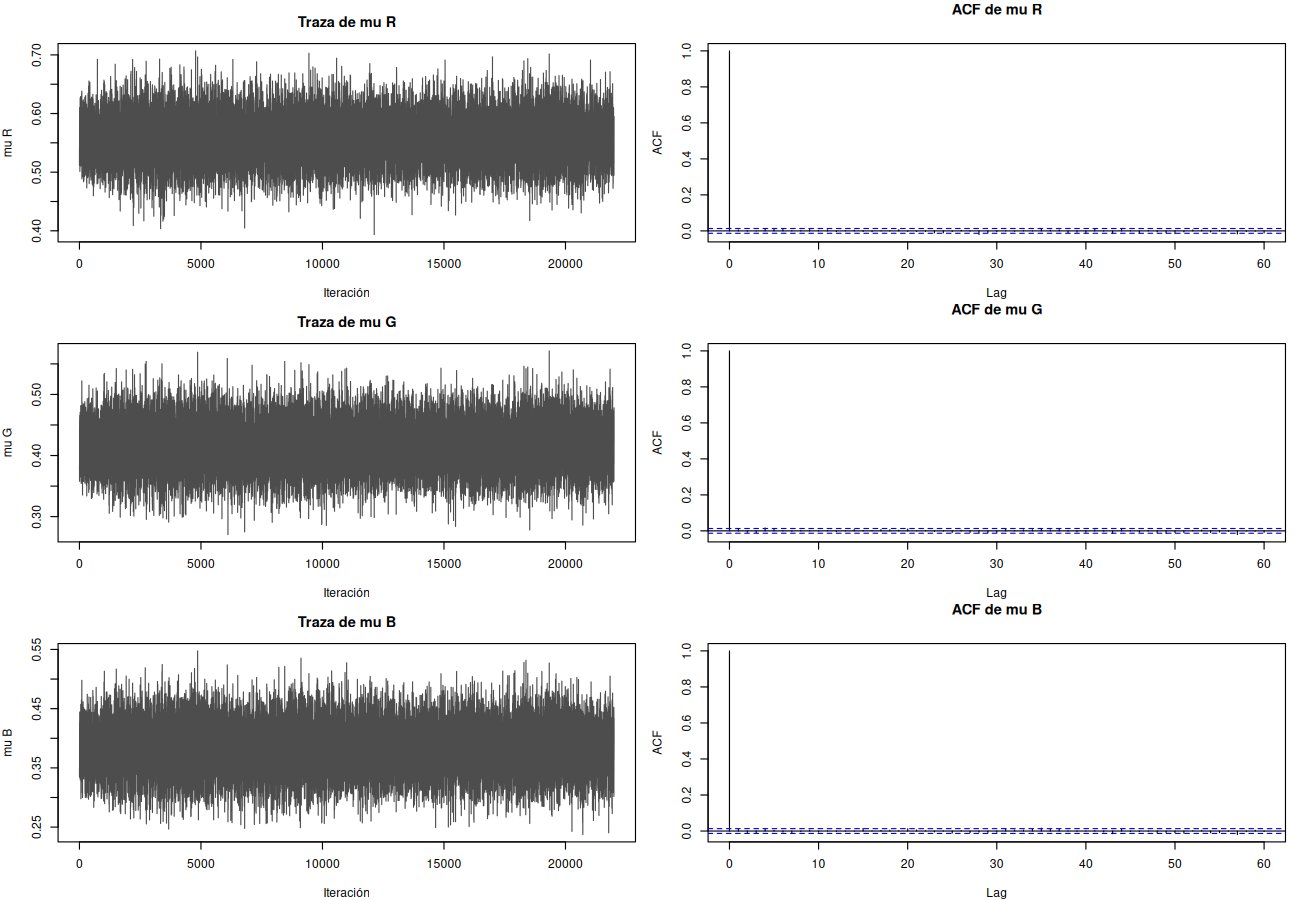 Traza de mu R
mu R
0.40 0.50 0.60 0.70
0 5000 10000 15000 20000
Iteración
ACF de mu R
ACF
0.0 0.2 0.4 0.6 0.8 1.0
0 10 20 30 40 50 60
Lag
Traza de mu G
mu G
0.30 0.40 0.50
0 5000 10000 15000 20000
Iteración
ACF de mu G
ACF
0.0 0.2 0.4 0.6 0.8 1.0
0 10 20 30 40 50 60
Lag
Traza de mu B
mu B
0.25 0.35 0.45 0.55
0 5000 10000 15000 20000
Iteración
ACF de mu B
ACF
0.0 0.2 0.4 0.6 0.8 1.0
0 10 20 30 40 50 60
Lag